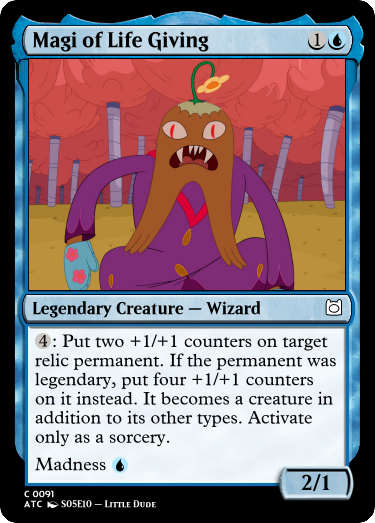 Magi of Life Giving 1
Legendary Creature — Wizard
4: Put two +1/+1 counters on target
relic permanent. If the permanent was
legendary, put four +1/+1 counters
on it instead. It becomes a creature in
addition to its other types. Activate
only as a sorcery.
Madness
2/1
C 0091
ATC S05E10 — Little Dude